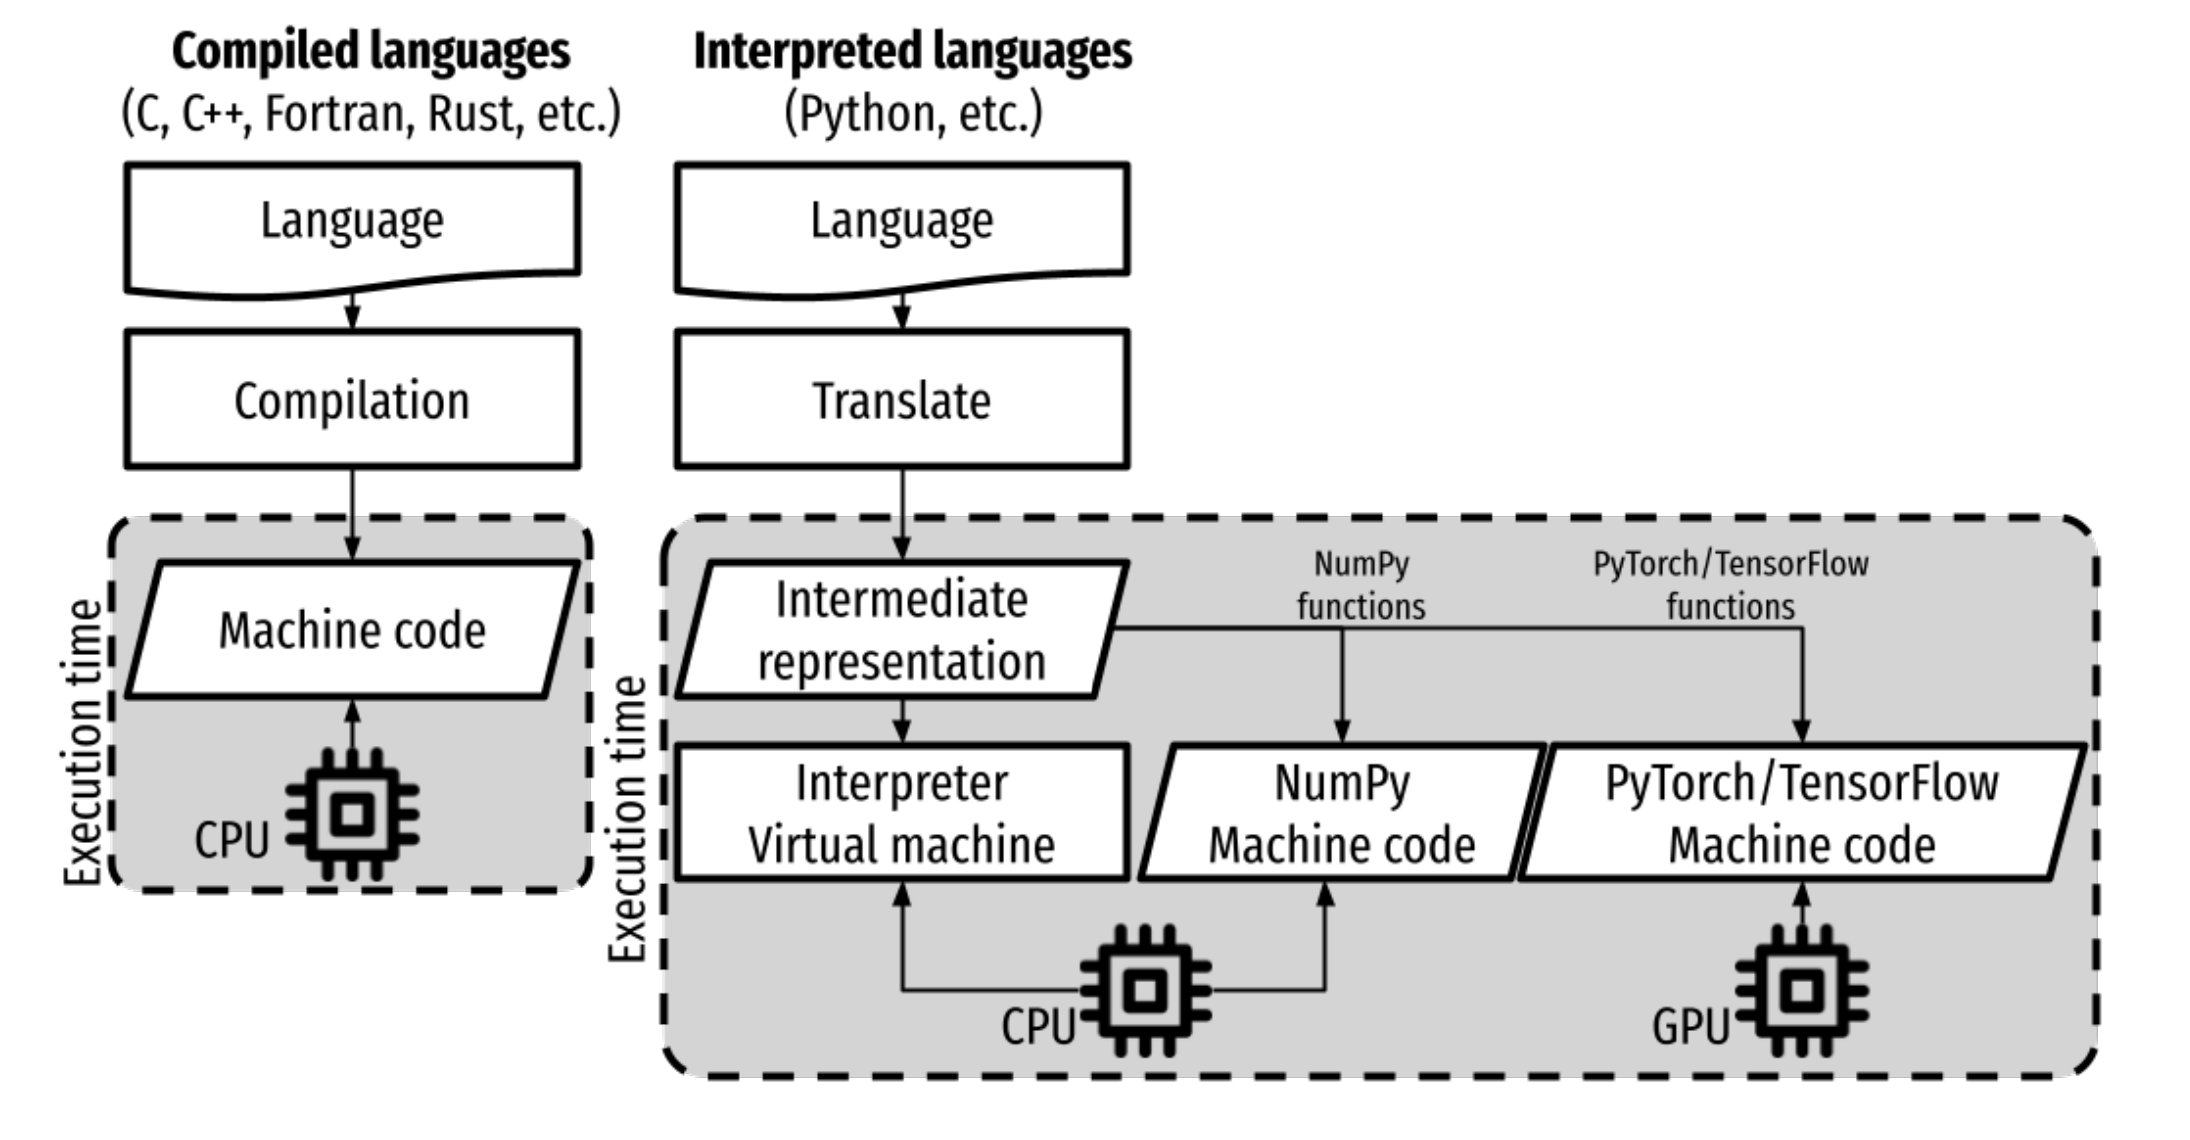 Compiled languages
(C, C++, Fortran, Rust, etc.)
Language
Compilation
Execution time
Machine code
CPU
Interpreted languages
(Python, etc.)
Language
Translate
Execution time
Intermediate
representation
NumPy
functions
PyTorch/TensorFlow
functions
Interpreter
Virtual machine
NumPy
Machine code
PyTorch/TensorFlow
Machine code
CPU
GPU